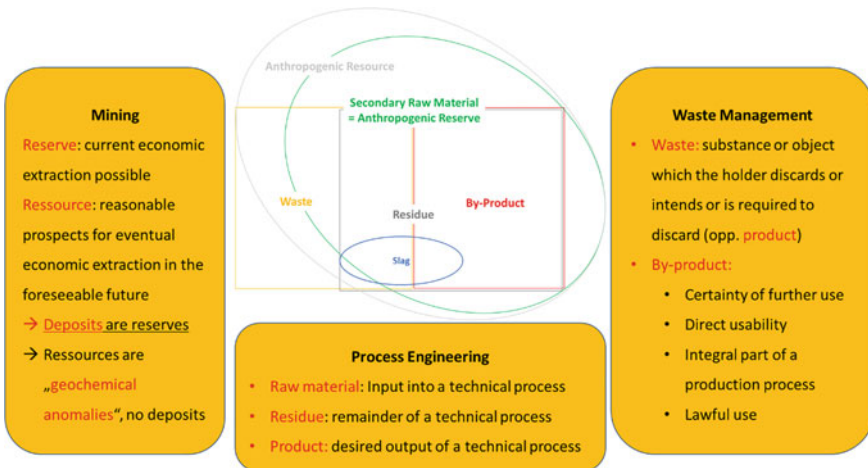 Anthropogenic Resource
Secondary Raw Material
= Anthropogenic Reserve
Waste
By-Product
Residue
Slag
Mining
Reserve: current economic
extraction possible
Ressource: reasonable
prospects for eventual
economic extraction in the
foreseeable future
→ Deposits are reserves
→ Ressources are
„geochemical
anomalies“, no deposits
Process Engineering
• Raw material: Input into a technical process
• Residue: remainder of a technical process
• Product: desired output of a technical process
Waste Management
• Waste: substance or object
which the holder discards or
intends or is required to
discard (opp. product)
• By-product:
• Certainty of further use
• Direct usability
• Integral part of a
production process
• Lawful use